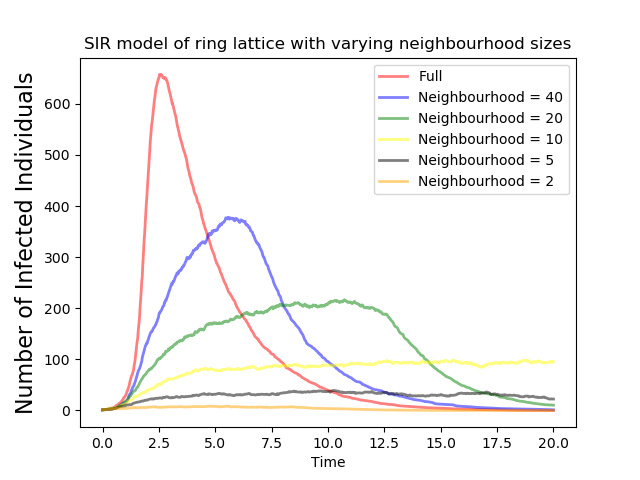 SIR model of ring lattice with varying neighbourhood sizes
Full
Neighbourhood = 40
Neighbourhood = 20
Neighbourhood = 10
Neighbourhood = 5
Neighbourhood = 2
Number of Infected Individuals
600
500
400
300
200
100
0
0.0 2.5 5.0 7.5 10.0 12.5 15.0 17.5 20.0
Time